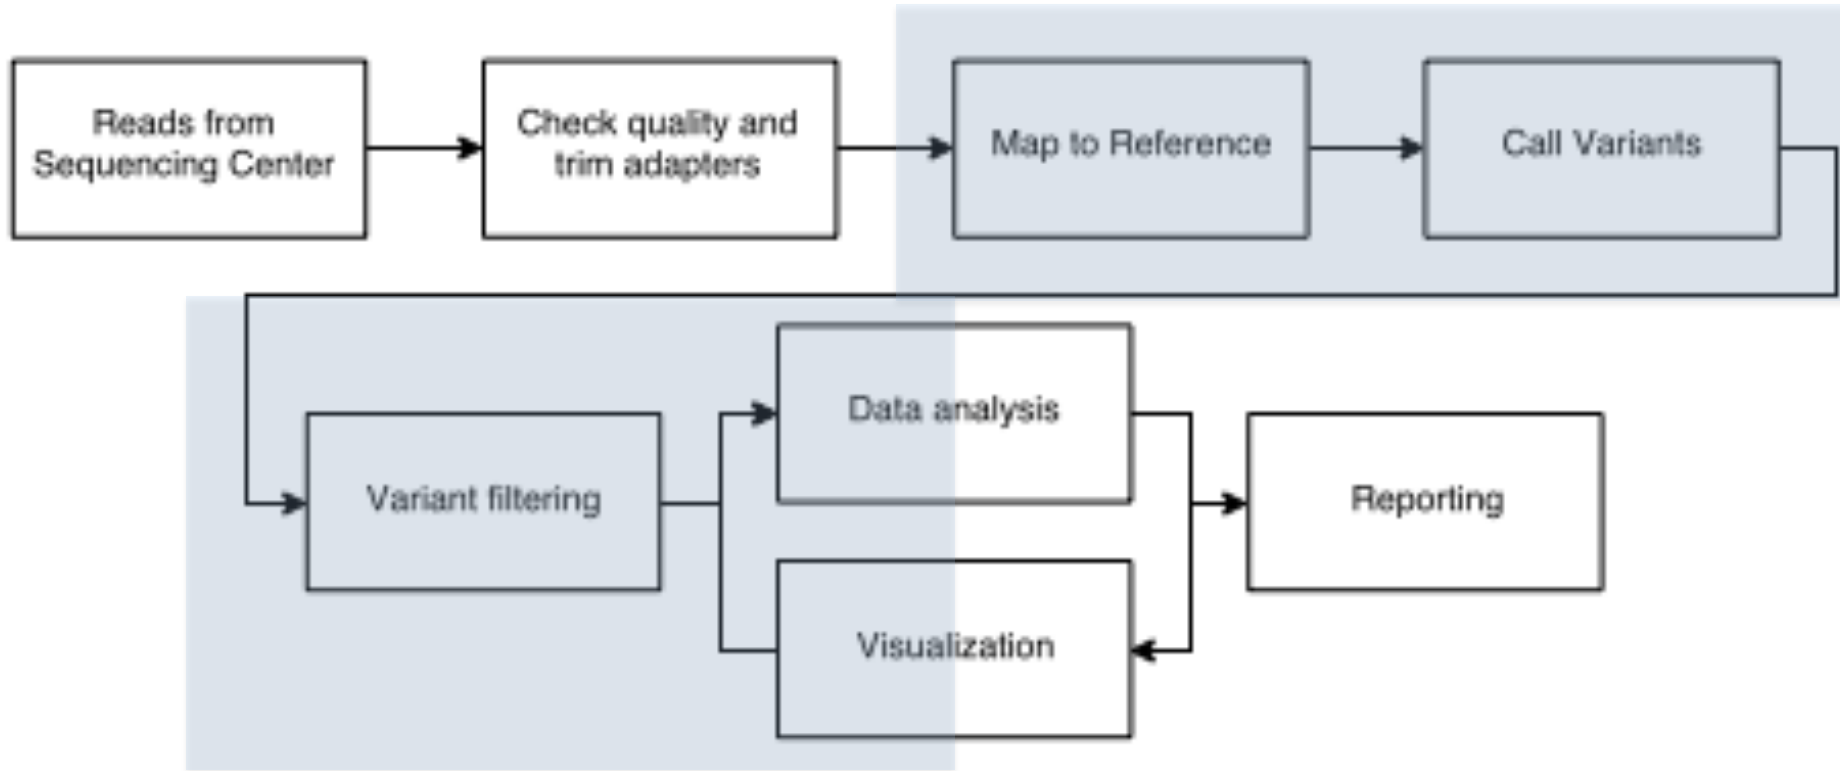 Reads from
Sequencing Center
Check quality and
trim adapters
Map to Reference
Call Variants
Variant filtering
Data analysis
Visualization
Reporting